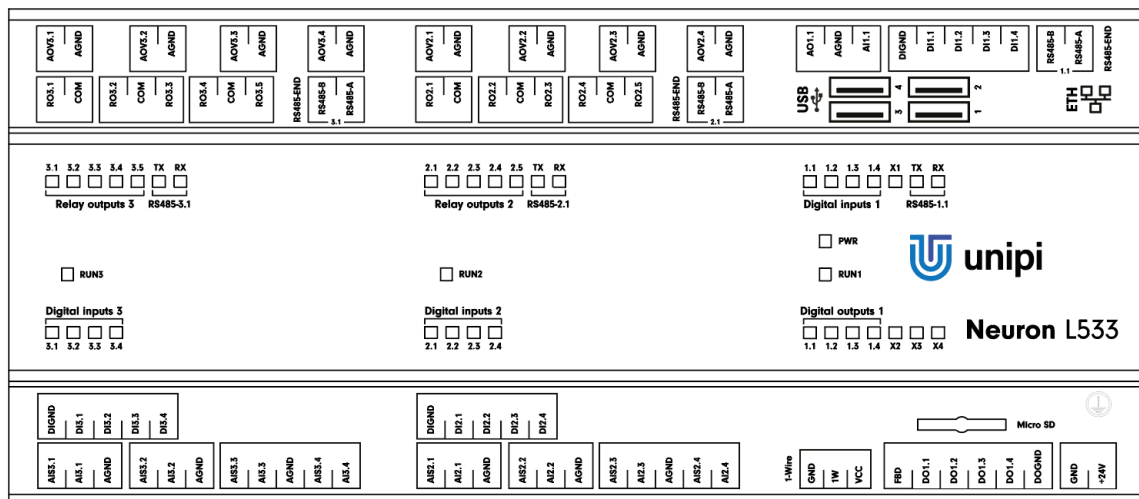 AOV3.1 AGND AOV3.2 AGND AOV3.3 AGND AOV3.4 AGND AOV2.1 AGND AOV2.2 AGND AOV2.3 AGND AOV2.4 AGND AO1.1 AGND AI1.1 DIGND DI1.1 DI1.2 DI1.3 DI1.4 RS485-B RS485-A RS485-END
1.1
RO3.1 COM RO3.2 COM RO3.3 RO3.4 COM RO3.5 RS485-END RS485-B RS485-A RO2.1 COM RO2.2 COM RO2.3 RO2.4 COM RO2.5 RS485-END RS485-B RS485-A USB 4 2 ETH
3.1 2.1 3 1
3.1 3.2 3.3 3.4 3.5 TX RX 2.1 2.2 2.3 2.4 2.5 TX RX 1.1 1.2 1.3 1.4 X1 TX RX
Relay outputs 3 RS485-3.1 Relay outputs 2 RS485-2.1 Digital inputs 1 RS485-1.1
PWR
unipi
RUN3 RUN2 RUN1
Digital inputs 3 Digital inputs 2 Digital outputs 1
Neuron L533
3.1 3.2 3.3 3.4 2.1 2.2 2.3 2.4 1.1 1.2 1.3 1.4 X2 X3 X4
DIGND DI3.1 DI3.2 DI3.3 DI3.4 DIGND DI2.1 DI2.2 DI2.3 DI2.4
Micro SD
AIS3.1 AI3.1 AGND AIS3.2 AI3.2 AGND AIS3.3 AI3.3 AGND AIS3.4 AI3.4 AIS2.1 AI2.1 AGND AIS2.2 AI2.2 AGND AIS2.3 AI2.3 AGND AIS2.4 AI2.4 1-Wire GND 1W VCC FBD DO1.1 DO1.2 DO1.3 DO1.4 DOGND GND +24V